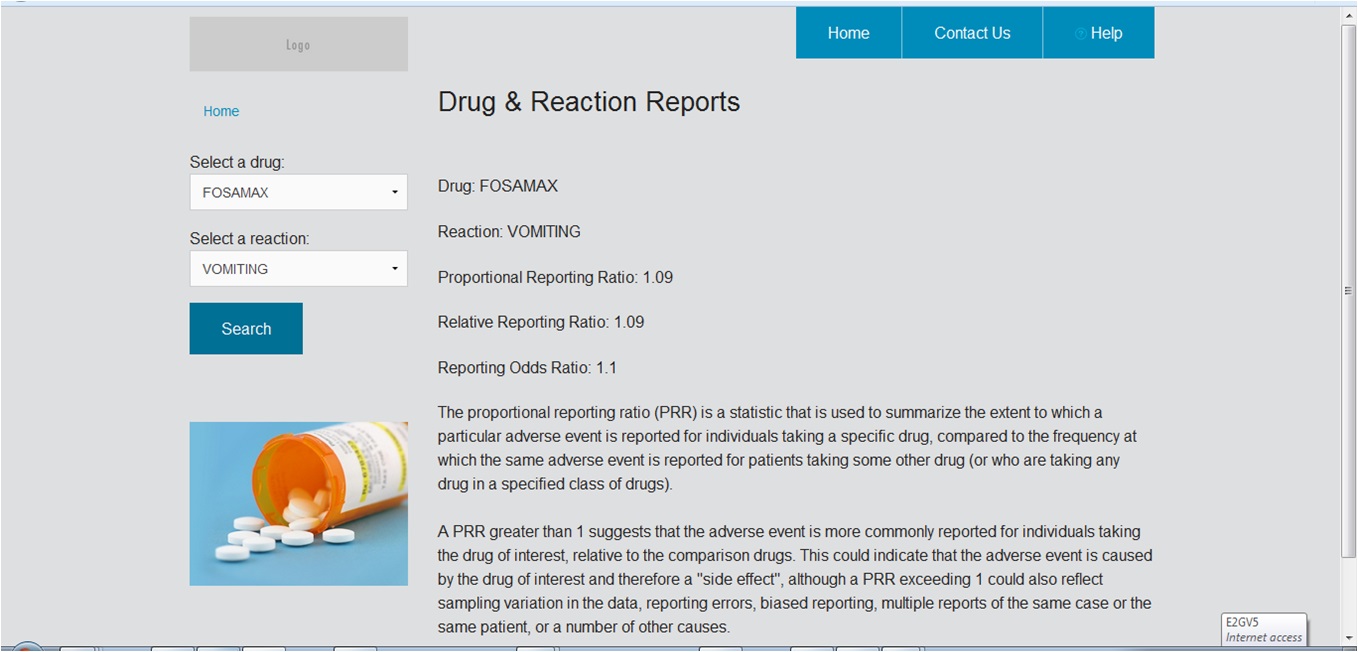 Logo
Home
Contact Us
Help
Home
Drug & Reaction Reports
Select a drug:
FOSAMAX
Select a reaction:
VOMITING
Search
Drug: FOSAMAX
Reaction: VOMITING
Proportional Reporting Ratio: 1.09
Relative Reporting Ratio: 1.09
Reporting Odds Ratio: 1.1
The proportional reporting ratio (PRR) is a statistic that is used to summarize the extent to which a
particular adverse event is reported for individuals taking a specific drug, compared to the frequency at
which the same adverse event is reported for patients taking some other drug (or who are taking any
drug in a specified class of drugs).
A PRR greater than 1 suggests that the adverse event is more commonly reported for individuals taking
the drug of interest, relative to the comparison drugs. This could indicate that the adverse event is caused
by the drug of interest and therefore a "side effect", although a PRR exceeding 1 could also reflect
sampling variation in the data, reporting errors, biased reporting, multiple reports of the same case or the
same patient, or a number of other causes.
E2GV5
Internet access